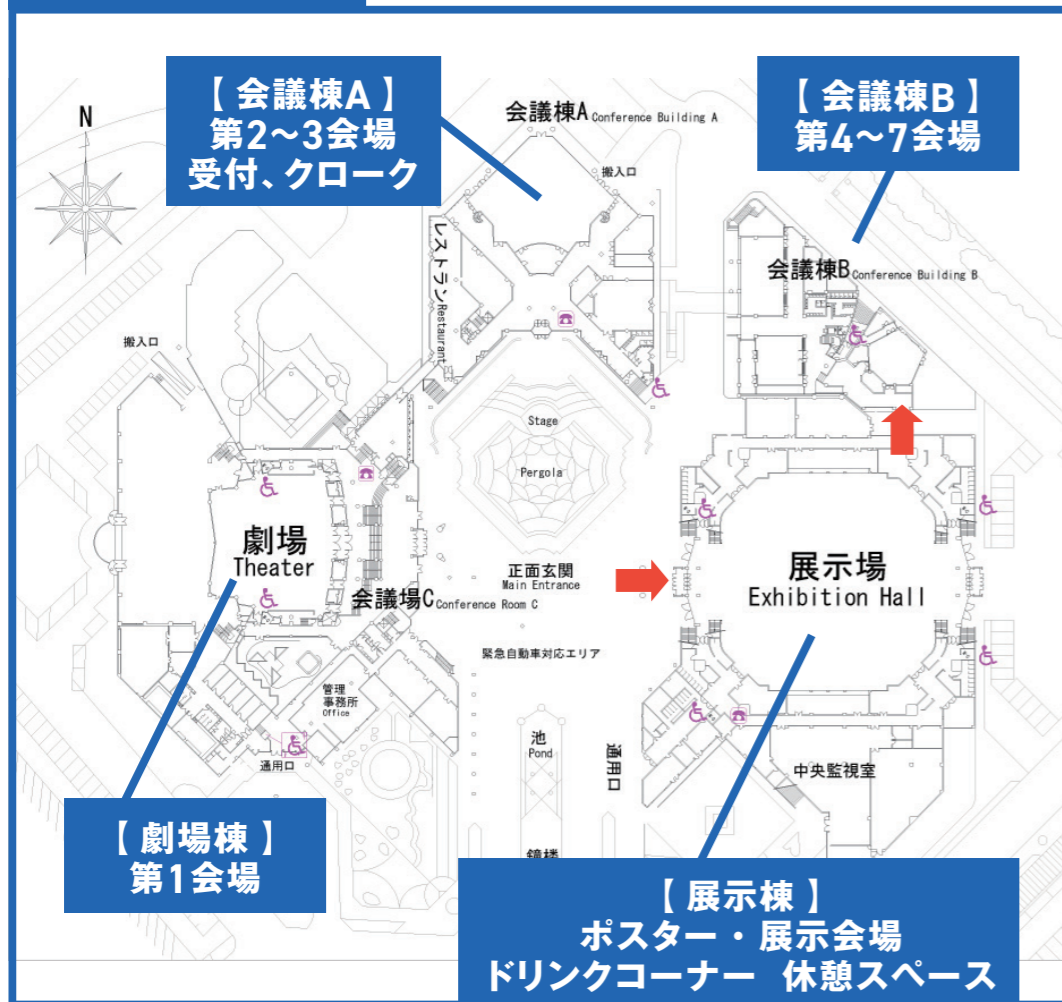 【 会議棟A 】
第2〜3会場
受付、クローク
【 会議棟B 】
第4〜7会場
N
会議棟A Conference Building A
搬入口
レストラン Restaurant
会議棟B Conference Building B
搬入口
Stage
Pergola
劇場
Theater
正面玄関
Main Entrance
展示場
Exhibition Hall
会議場C Conference Room C
緊急自動車対応エリア
管理
事務所
Office
池
Pond
通用口
通用口
中央監視室
鐘楼
【 劇場棟 】
第1会場
【 展示棟 】
ポスター・展示会場
ドリンクコーナー 休憩スペース